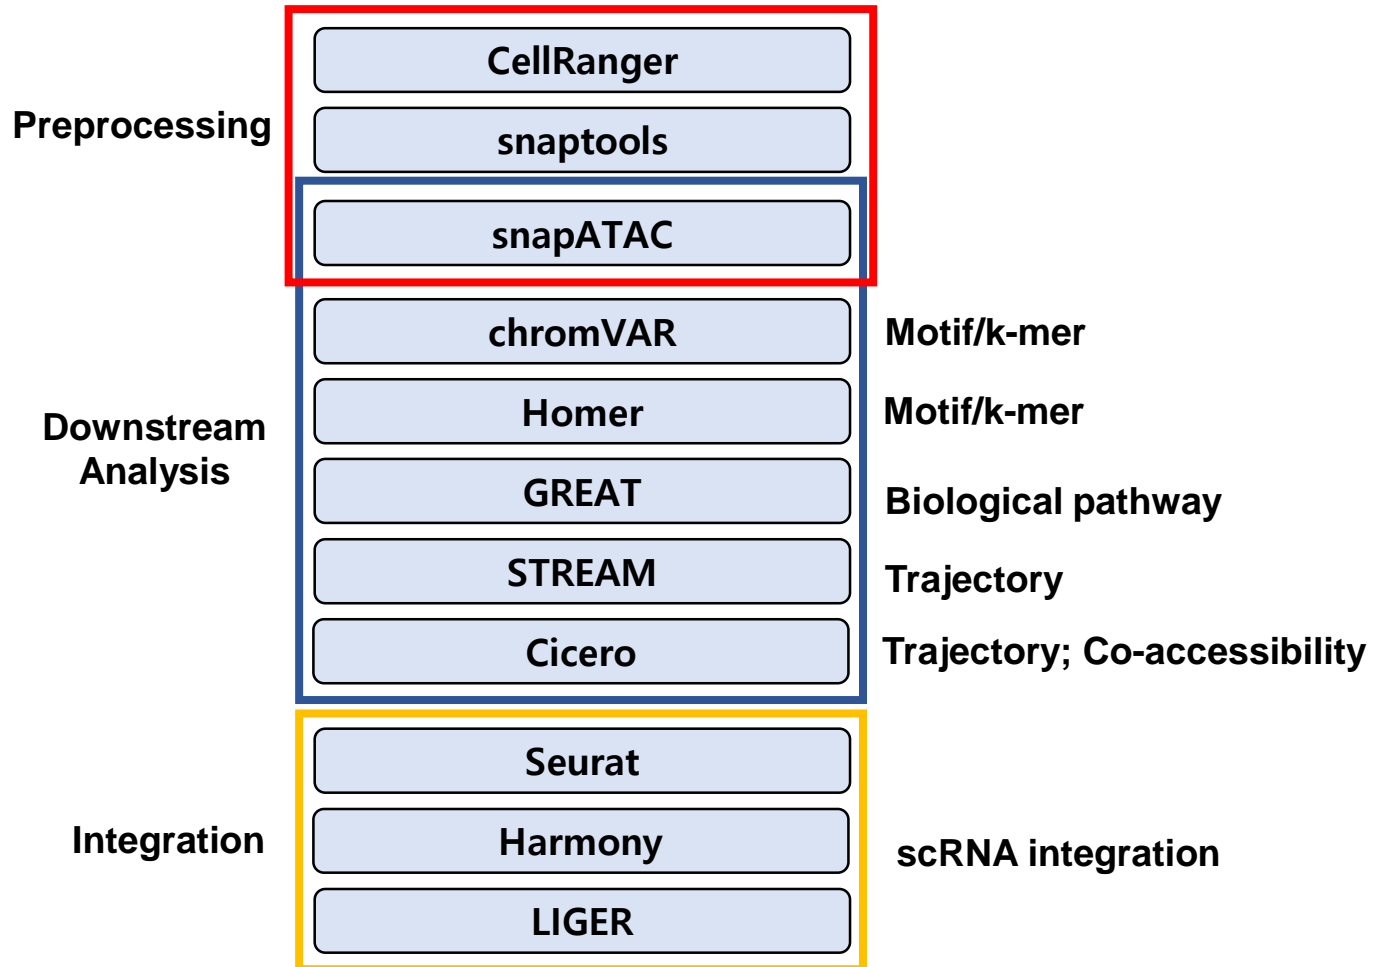 CellRanger
Preprocessing
snaptools
snapATAC
chromVAR
Motif/k-mer
Homer
Motif/k-mer
Downstream
Analysis
GREAT
Biological pathway
STREAM
Trajectory
Cicero
Trajectory; Co-accessibility
Seurat
Integration
Harmony
scRNA integration
LIGER